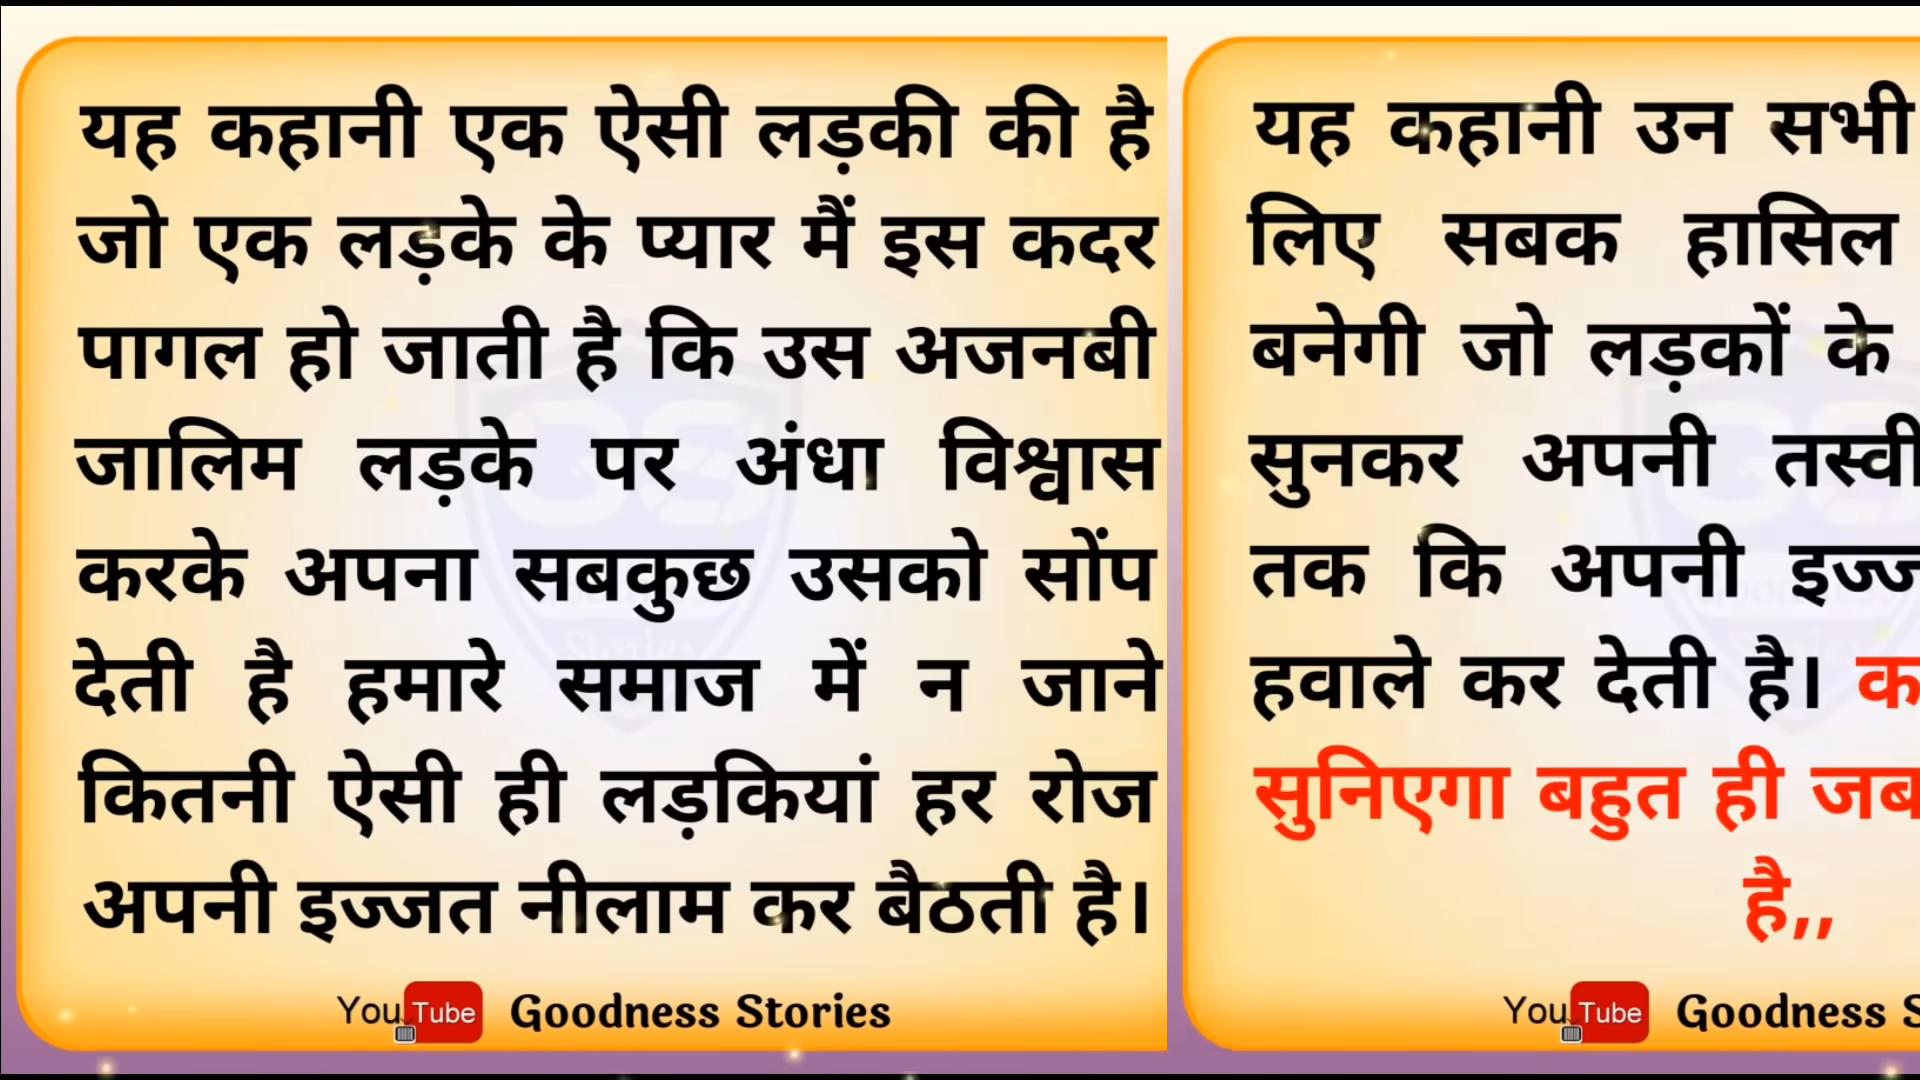 यह कहानी एक ऐसी लड़की की है
जो एक लड़के के प्यार मैं इस कदर
पागल हो जाती है कि उस अजनबी
जालिम लड़के पर अंधा विश्वास
करके अपना सबकुछ उसको सोंप
देती है हमारे समाज में न जाने
कितनी ऐसी ही लड़कियां हर रोज
अपनी इज्जत नीलाम कर बैठती है।
YouTube Goodness Stories
यह कहानी उन सभी
लिए सबक हासिल
बनेगी जो लड़कों के
सुनकर अपनी
तक कि अपनी
हवाले कर देती है।
सुनिएगा बहुत ही
है,,
YouTube Goodness